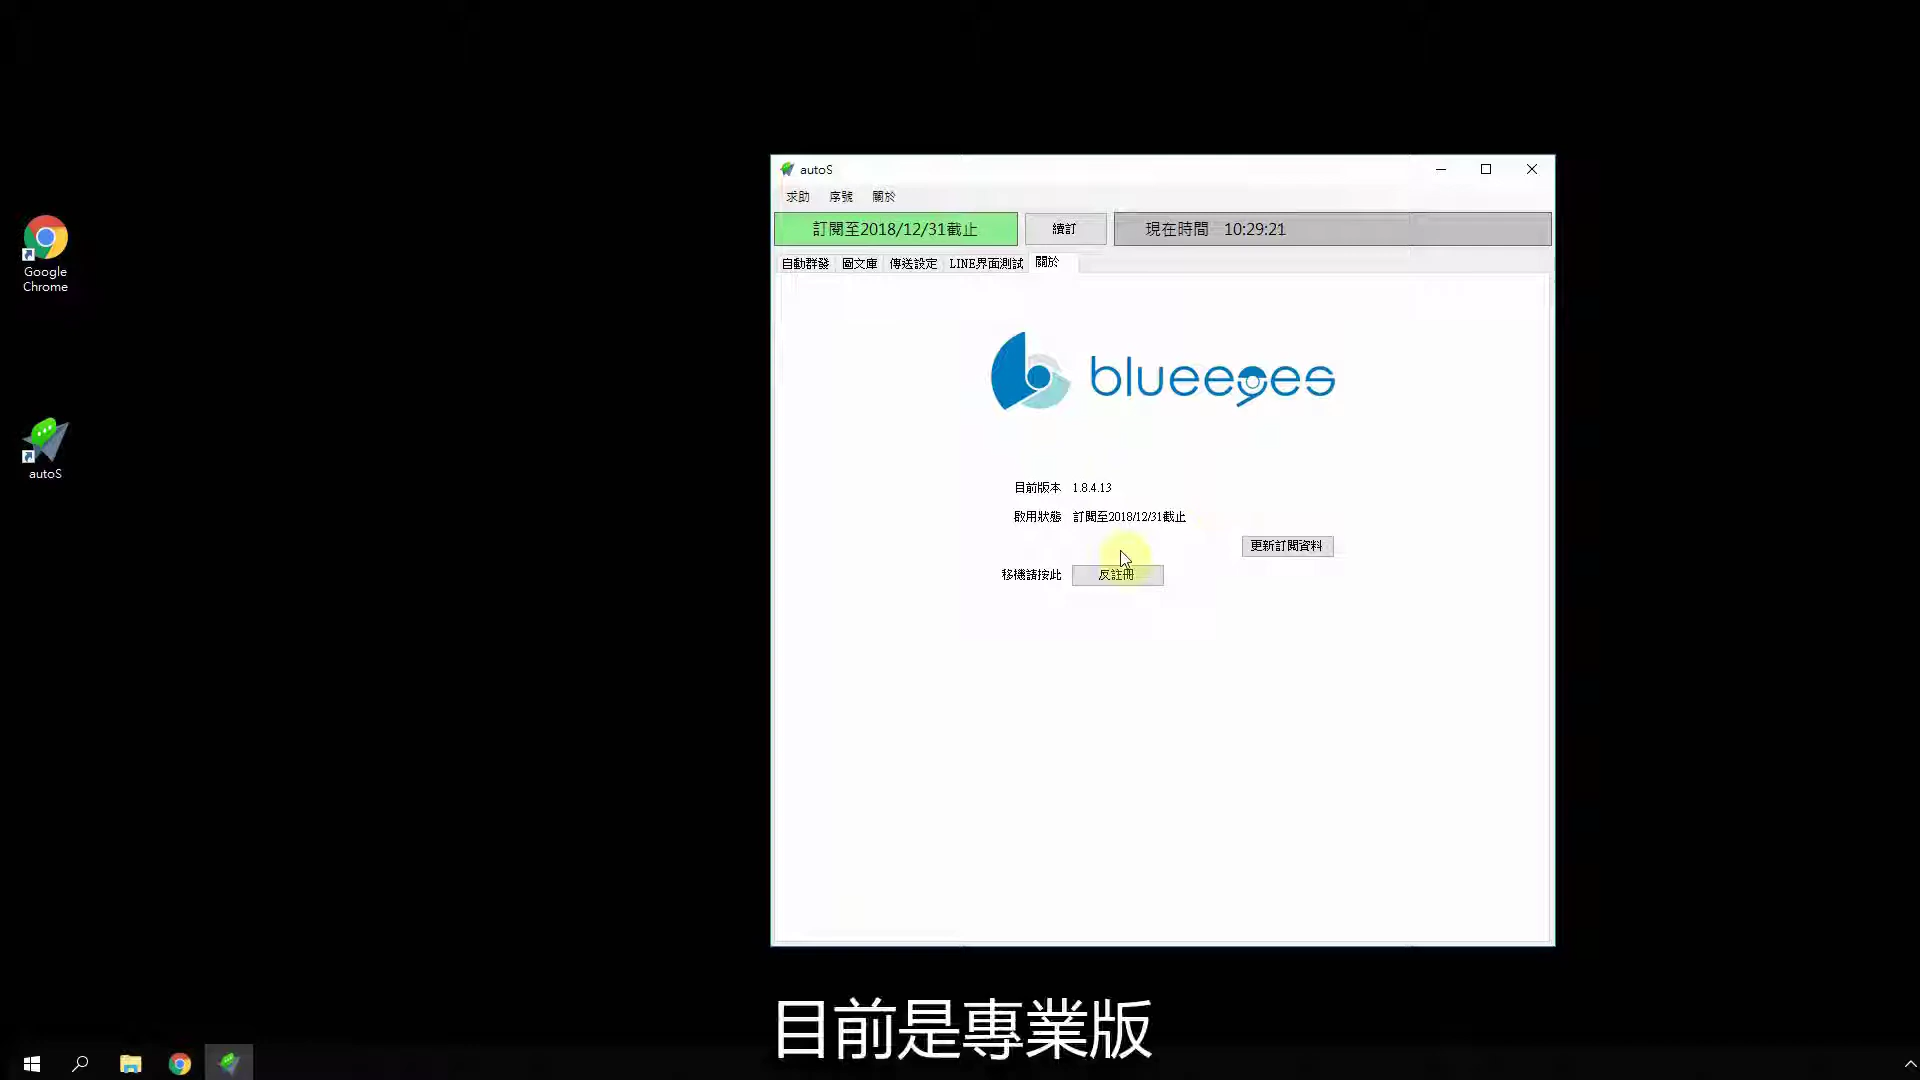 Google
Chrome
autoS
autoS
求助 序號 關於
訂閱至2018/12/31截止 續訂 現在時間 10:29:21
自動群發 圖文庫 傳送設定 LINE界面測試 關於
blueeyes
目前版本 1.8.4.13
啟用狀態 訂閱至2018/12/31截止
更新訂閱資料
移機請按此 反註冊
目前是專業版